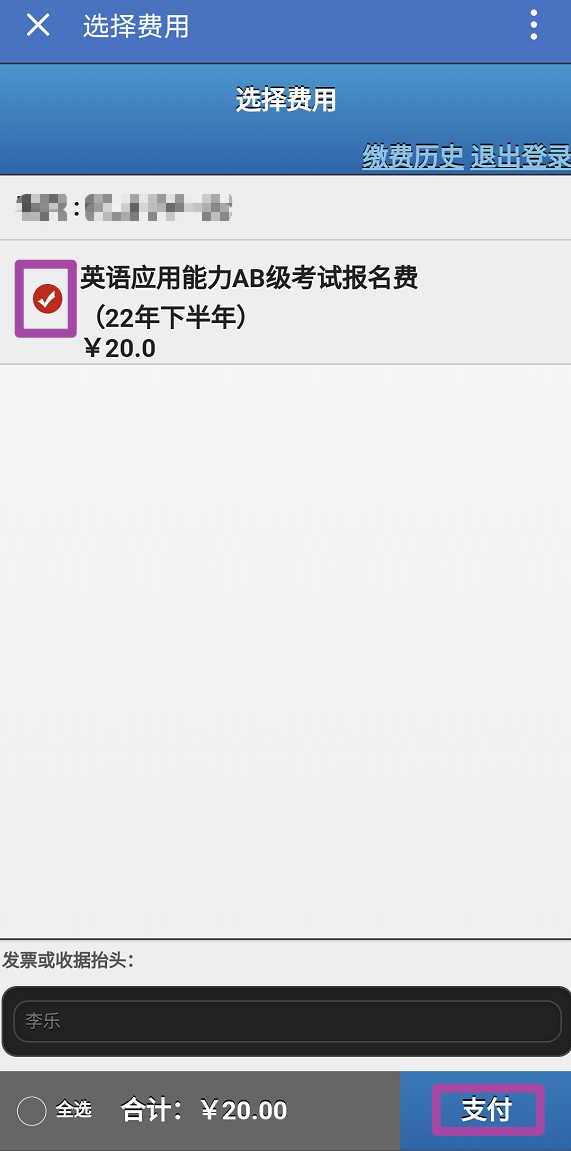 选择费用
选择费用
缴费历史 退出登录
英语应用能力AB级考试报名费
（22年下半年）
￥20.0
发票或收据抬头：
李乐
全选 合计：￥20.00 支付